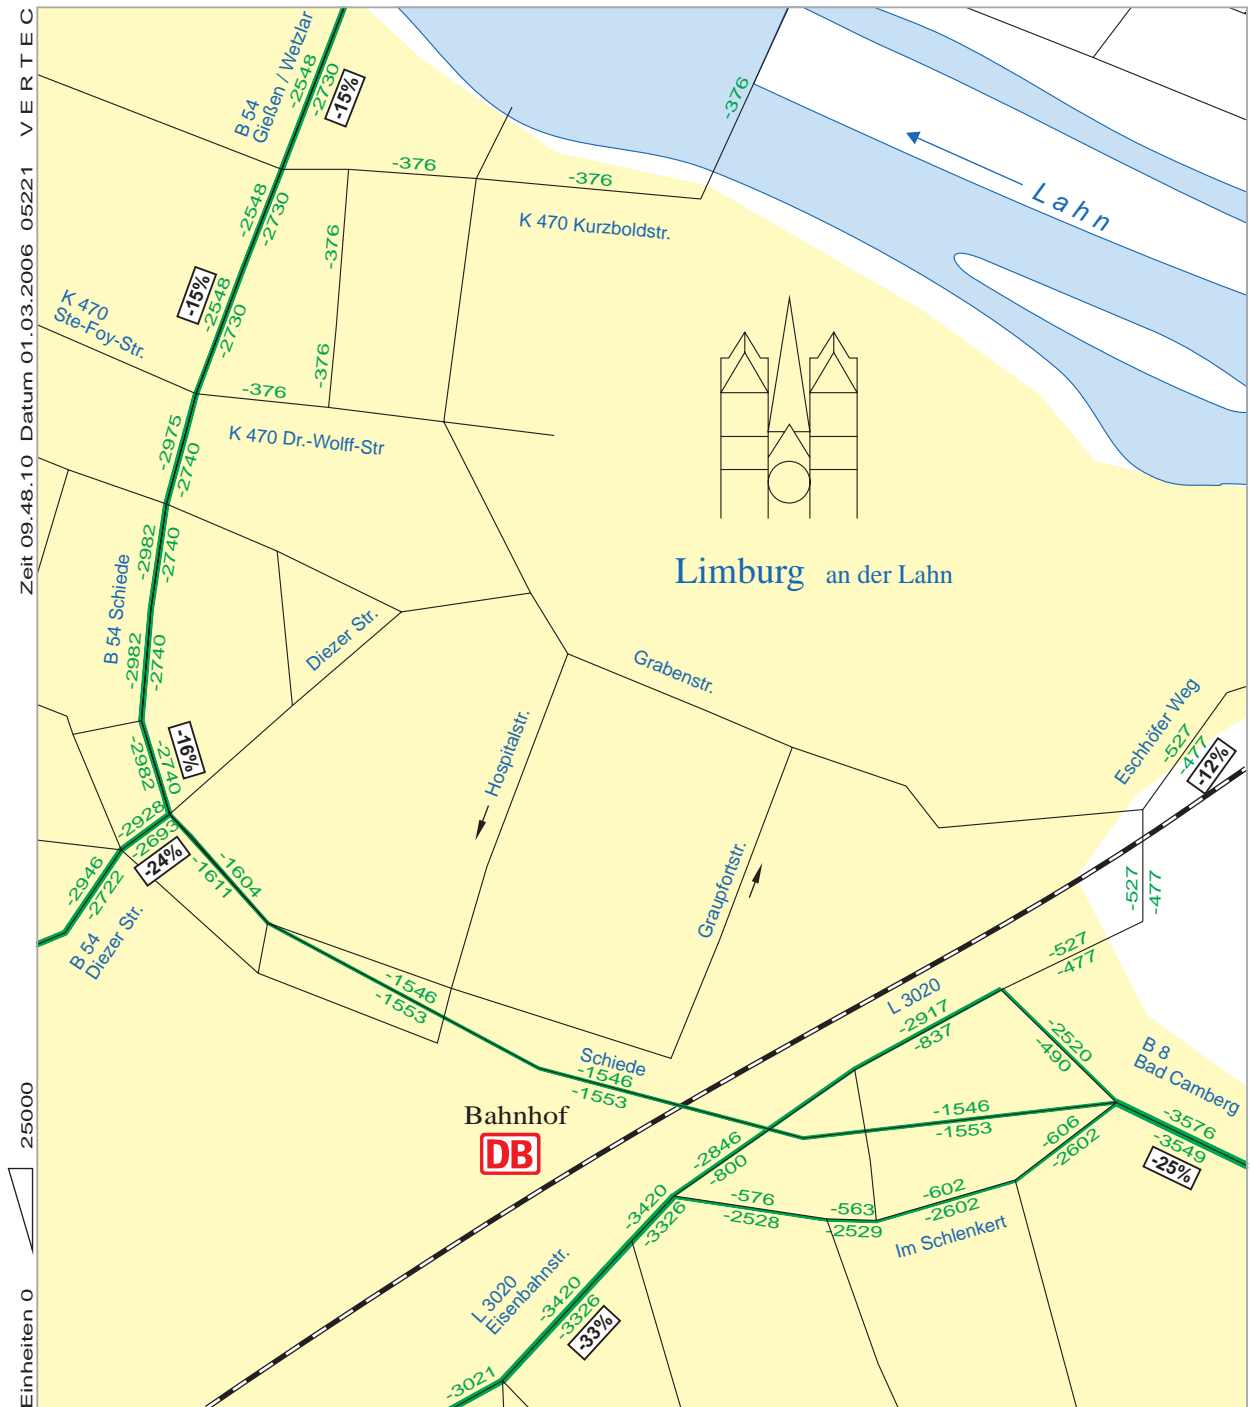 Zeit 09.48.10 Datum 01.03.2006 05221 VERTEC
Einheiten 0 25000
B 54
Gießen / Wetzlar
-2548
-2730
-15%
-376
-376
-376
K 470 Kurzboldstr.
Lahn
-2548
-2730
-376
-15%
-2548
-2730
K 470
Ste-Foy-Str.
-376
-376
K 470 Dr.-Wolff-Str
-2975
-2740
B 54 Schiede
-2982
-2740
-2982
-2740
Limburg an der Lahn
Diezer Str.
Grabenstr.
Hospitalstr.
Eschhöfer Weg
-527
-477
-12%
-16%
-2740
-2982
-2928
-2693
-24%
-2946
-2722
B 54
Diezer Str.
-1604
-1611
Graupfortstr.
-527
-477
-527
-477
-1546
-1553
L 3020
-2917
-837
-2520
-490
B 8
Bad Camberg
Schiede
-1546
-1553
Bahnhof
DB
-1546
-1553
-3576
-3549
-25%
-2846
-800
-606
-2602
-3420
-3326
-576
-2528
-563
-2529
-602
-2602
Im Schlenkert
L 3020
Eisenbahnstr.
-3420
-3326
-33%
-3021